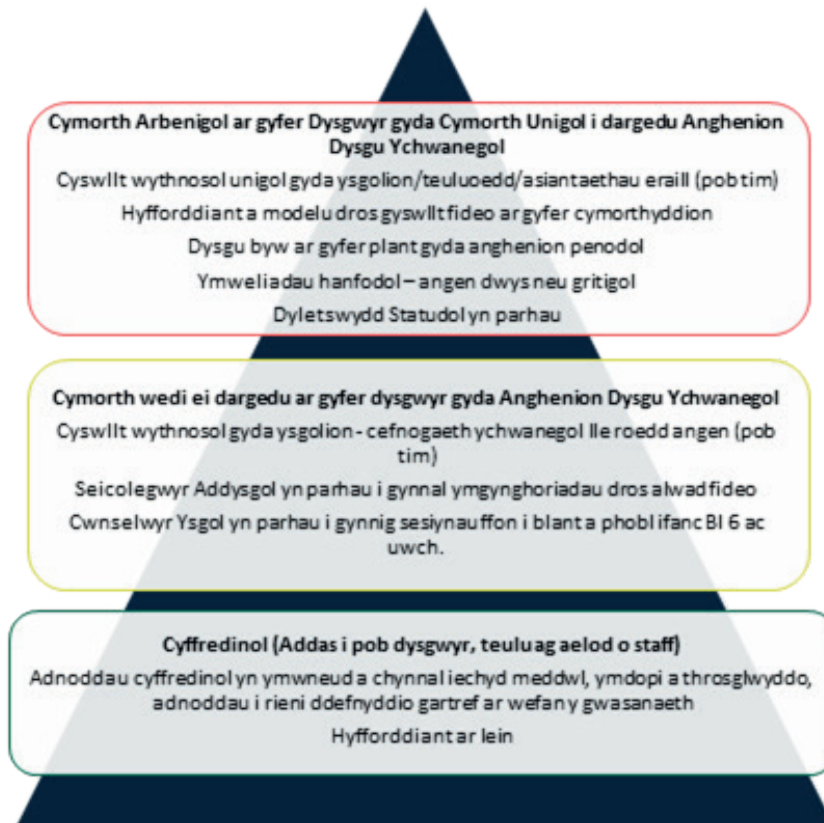 Cymorth Arbenigol ar gyfer Dysgwyr gyda Cymorth Unigol i dargedu Anghenion
Dysgu Ychwanegol
Cyswllt wythnosol unigol gyda ysgolion/teuluoedd/asiantaethau eraill (pob tim)
Hyfforddiant a modelu dros gyswllt fideo ar gyfer cymorthyddion
Dysgu byw ar gyfer plant gyda anghenion penodol
Ymweliadau hanfodol – angen dwys neu gritigol
Dyletswydd Statudol yn parhau
Cymorth wedi ei dargedu ar gyfer dysgwyr gyda Anghenion Dysgu Ychwanegol
Cyswllt wythnosol gyda ysgolion - cefnogaeth ychwanegol lle roedd angen (pob
tim)
Seicolegwyr Addysgol yn parhau i gynnal ymgynghoriadau dros alwad fideo
Cwnselwyr Ysgol yn parhau i gynnig sesiynau ffon i blant a phobl ifanc Bl 6 ac
uwch.
Cyffredinol (Addas i pob dysgwyr, teulu ag aelod o staff)
Adnoddau cyffredinol yn ymwneud a chynnal iechyd meddwl, ymdopi a throsglwyddo,
adnoddau i rieni ddefnyddio gartref ar wefan y gwasanaeth
Hyfforddiant ar lein